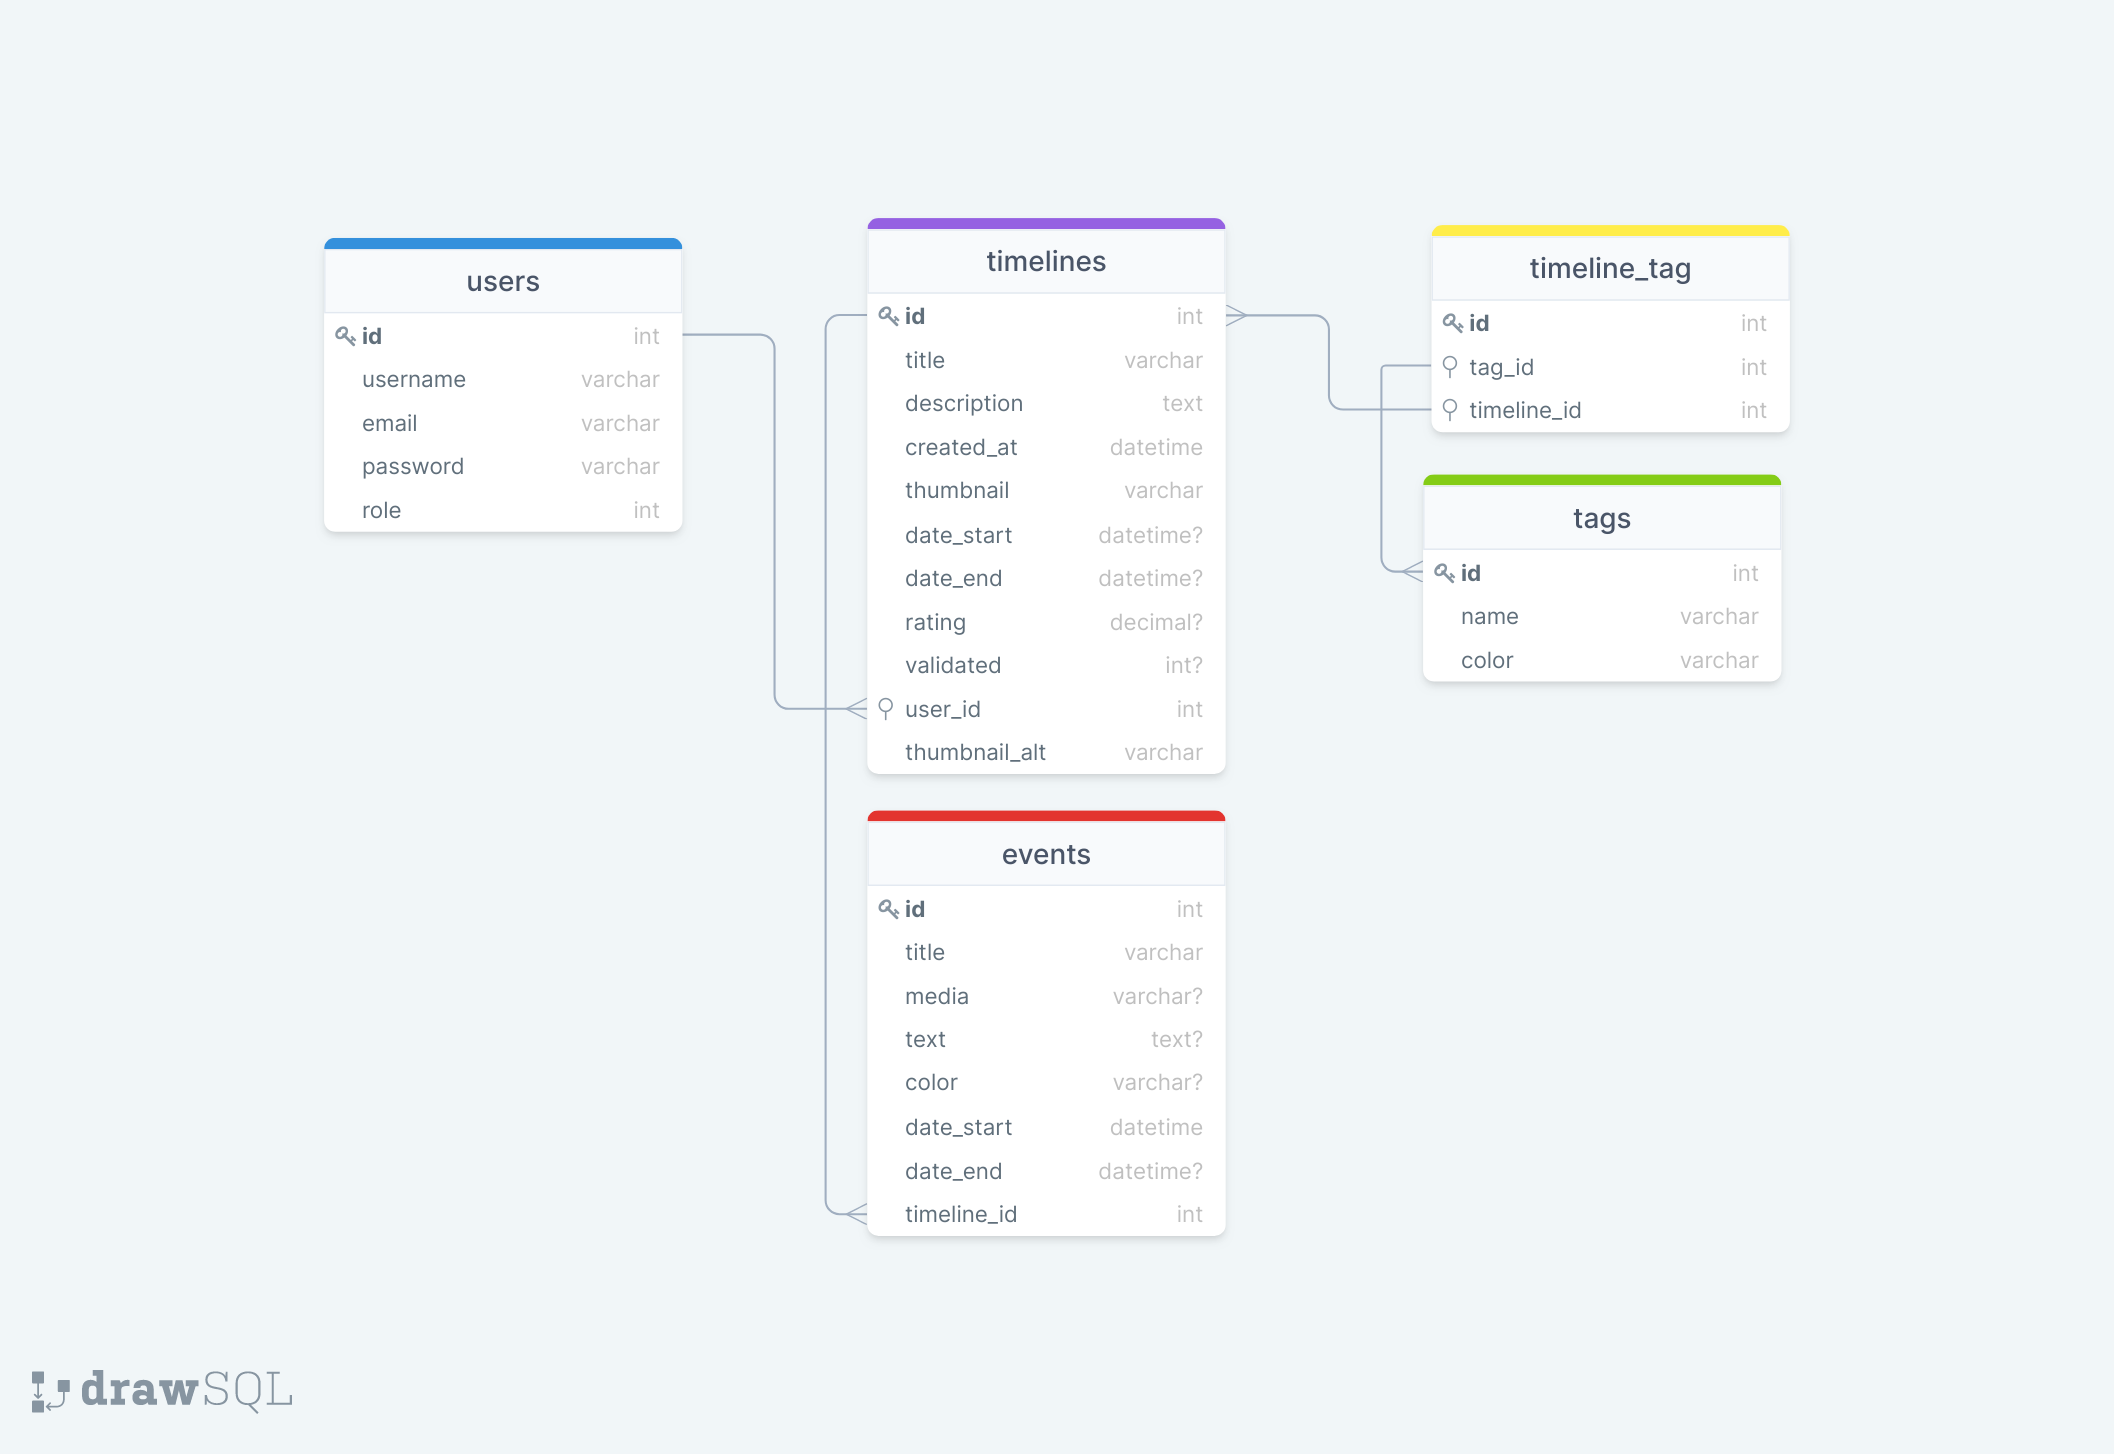 users
id int
username varchar
email varchar
password varchar
role int
timelines
id int
title varchar
description text
created_at datetime
thumbnail varchar
date_start datetime?
date_end datetime?
rating decimal?
validated int?
user_id int
thumbnail_alt varchar
timeline_tag
id int
tag_id int
timeline_id int
tags
id int
name varchar
color varchar
events
id int
title varchar
media varchar?
text text?
color varchar?
date_start datetime
date_end datetime?
timeline_id int
drawSQL